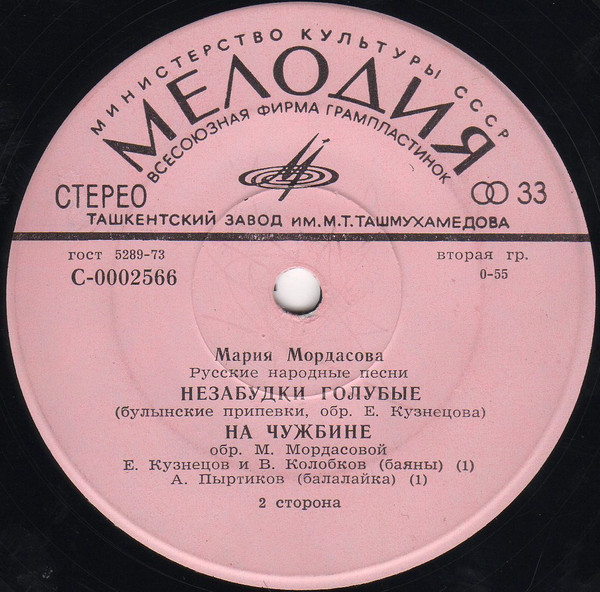 МИНИСТЕРСТВО КУЛЬТУРЫ СССР
МЕЛОДИЯ
ВСЕСОЮЗНАЯ ФИРМА ГРАМПЛАСТИНОК
СТЕРЕО
33
ТАШКЕНТСКИЙ ЗАВОД ИМ. М.Т.ТАШМУХАМЕДОВА
гост 5289-73
вторая гр.
С-0002566
0-55
Мария Мордасова
Русские народные песни
НЕЗАБУДКИ ГОЛУБЫЕ
(булынские припевки, обр. Е. Кузнецова)
НА ЧУЖБИНЕ
обр. М. Мордасовой
Е. Кузнецов и В. Колобков (баяны) (1)
А. Пыртиков (балалайка) (1)
2 сторона